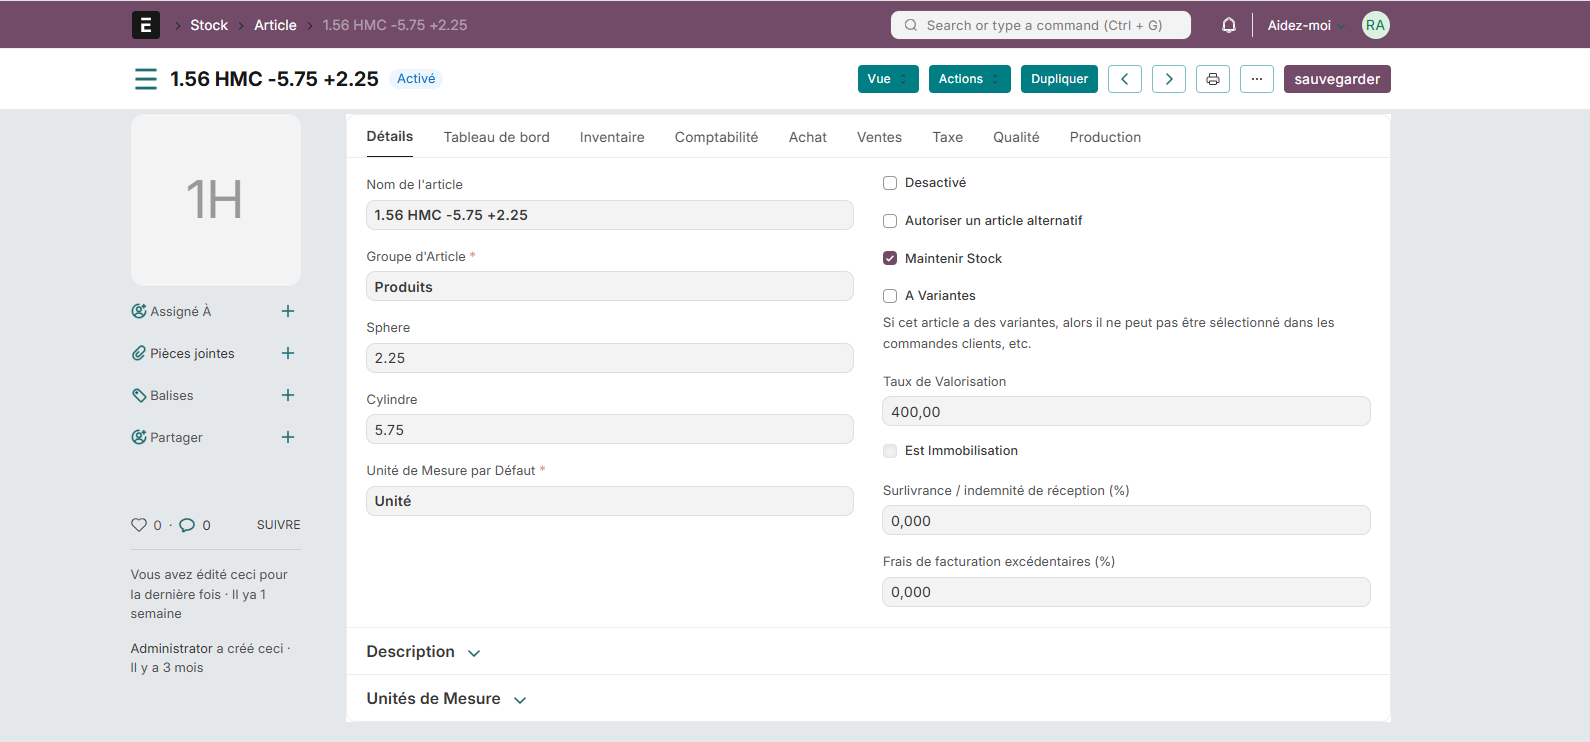 E
Stock
Article
1.56 HMC -5.75 +2.25
Search or type a command (Ctrl + G)
Aidez-moi
RA
1.56 HMC -5.75 +2.25
Activé
Vue
Actions
Dupliquer
...
sauvegarder
1H
Assigné À
Pièces jointes
Balises
Partager
0 · 0
SUIVRE
Vous avez édité ceci pour
la dernière fois · Il ya 1
semaine
Administrator a créé ceci ·
Il y a 3 mois
Détails
Tableau de bord
Inventaire
Comptabilité
Achat
Ventes
Taxe
Qualité
Production
Nom de l'article
1.56 HMC -5.75 +2.25
Groupe d'Article *
Produits
Sphere
2.25
Cylindre
5.75
Unité de Mesure par Défaut *
Unité
Desactivé
Autoriser un article alternatif
Maintenir Stock
A Variantes
Si cet article a des variantes, alors il ne peut pas être sélectionné dans les
commandes clients, etc.
Taux de Valorisation
400,00
Est Immobilisation
Surlivrance / indemnité de réception (%)
0,000
Frais de facturation excédentaires (%)
0,000
Description
Unités de Mesure